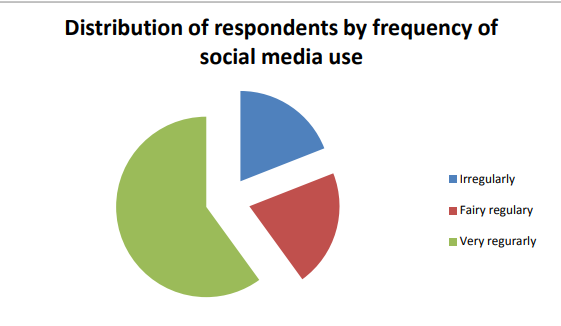 Distribution of respondents by frequency of
social media use
Irregularly
Fairy regulary
Very regurarly